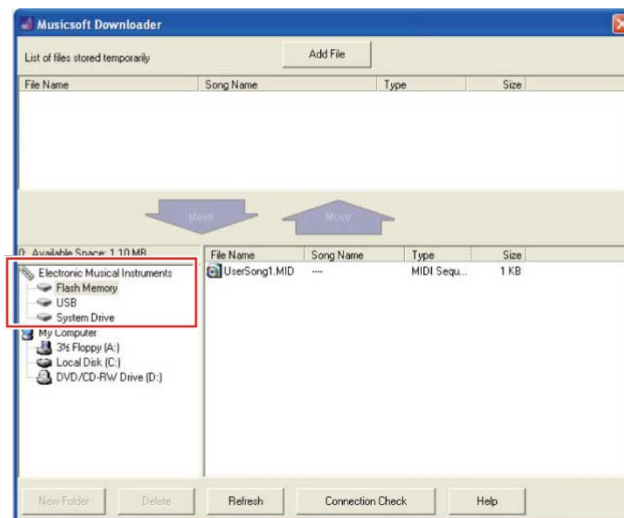 Musicsoft Downloader
List of files stored temporarily
Add File
File Name Song Name Type Size
Move Move
0: Available Space: 1.10 MB
File Name Song Name Type Size
Electronic Musical Instruments
UserSong1.MID ---- MIDI Sequ... 1 KB
Flash Memory
USB
System Drive
My Computer
3½ Floppy (A:)
Local Disk (C:)
DVD/CD-RW Drive (D:)
New Folder Delete Refresh Connection Check Help